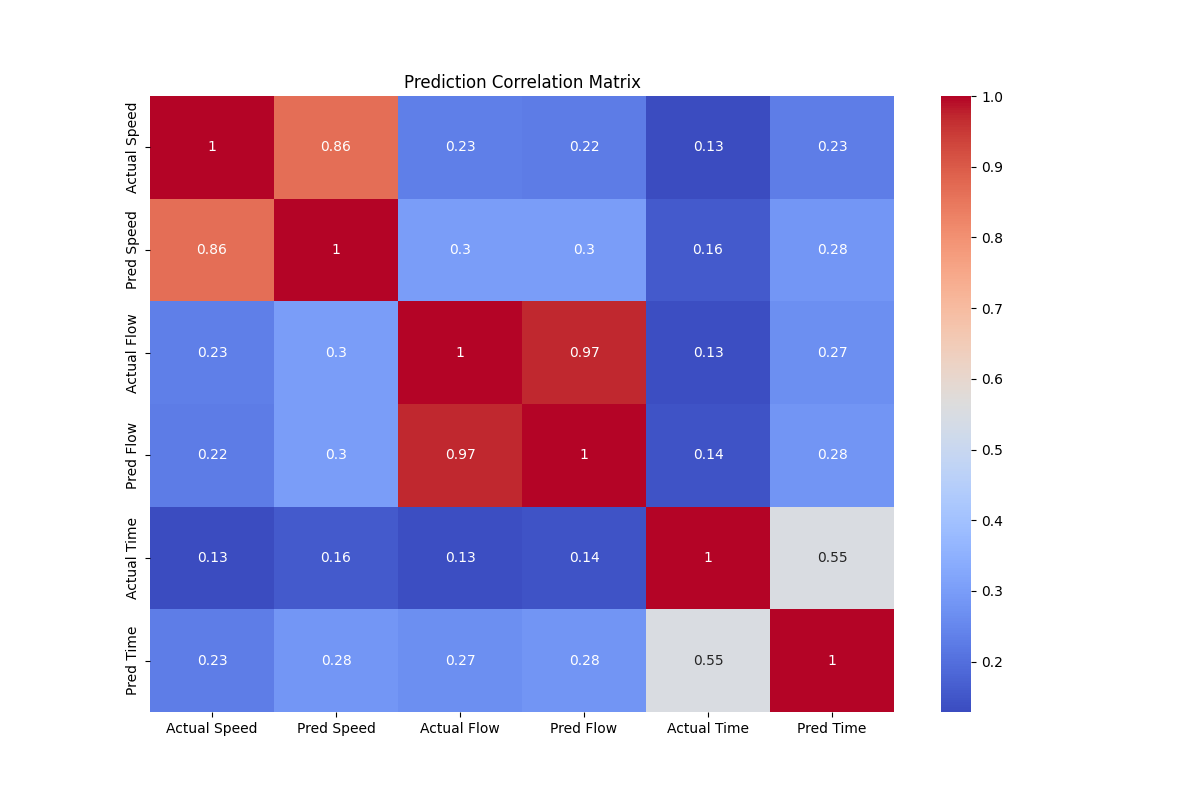 Prediction Correlation Matrix
Actual Speed 1 0.86 0.23 0.22 0.13 0.23
Pred Speed 0.86 1 0.3 0.3 0.16 0.28
Actual Flow 0.23 0.3 1 0.97 0.13 0.27
Pred Flow 0.22 0.3 0.97 1 0.14 0.28
Actual Time 0.13 0.16 0.13 0.14 1 0.55
Pred Time 0.23 0.28 0.27 0.28 0.55 1
Actual Speed Pred Speed Actual Flow Pred Flow Actual Time Pred Time
1.0
0.9
0.8
0.7
0.6
0.5
0.4
0.3
0.2